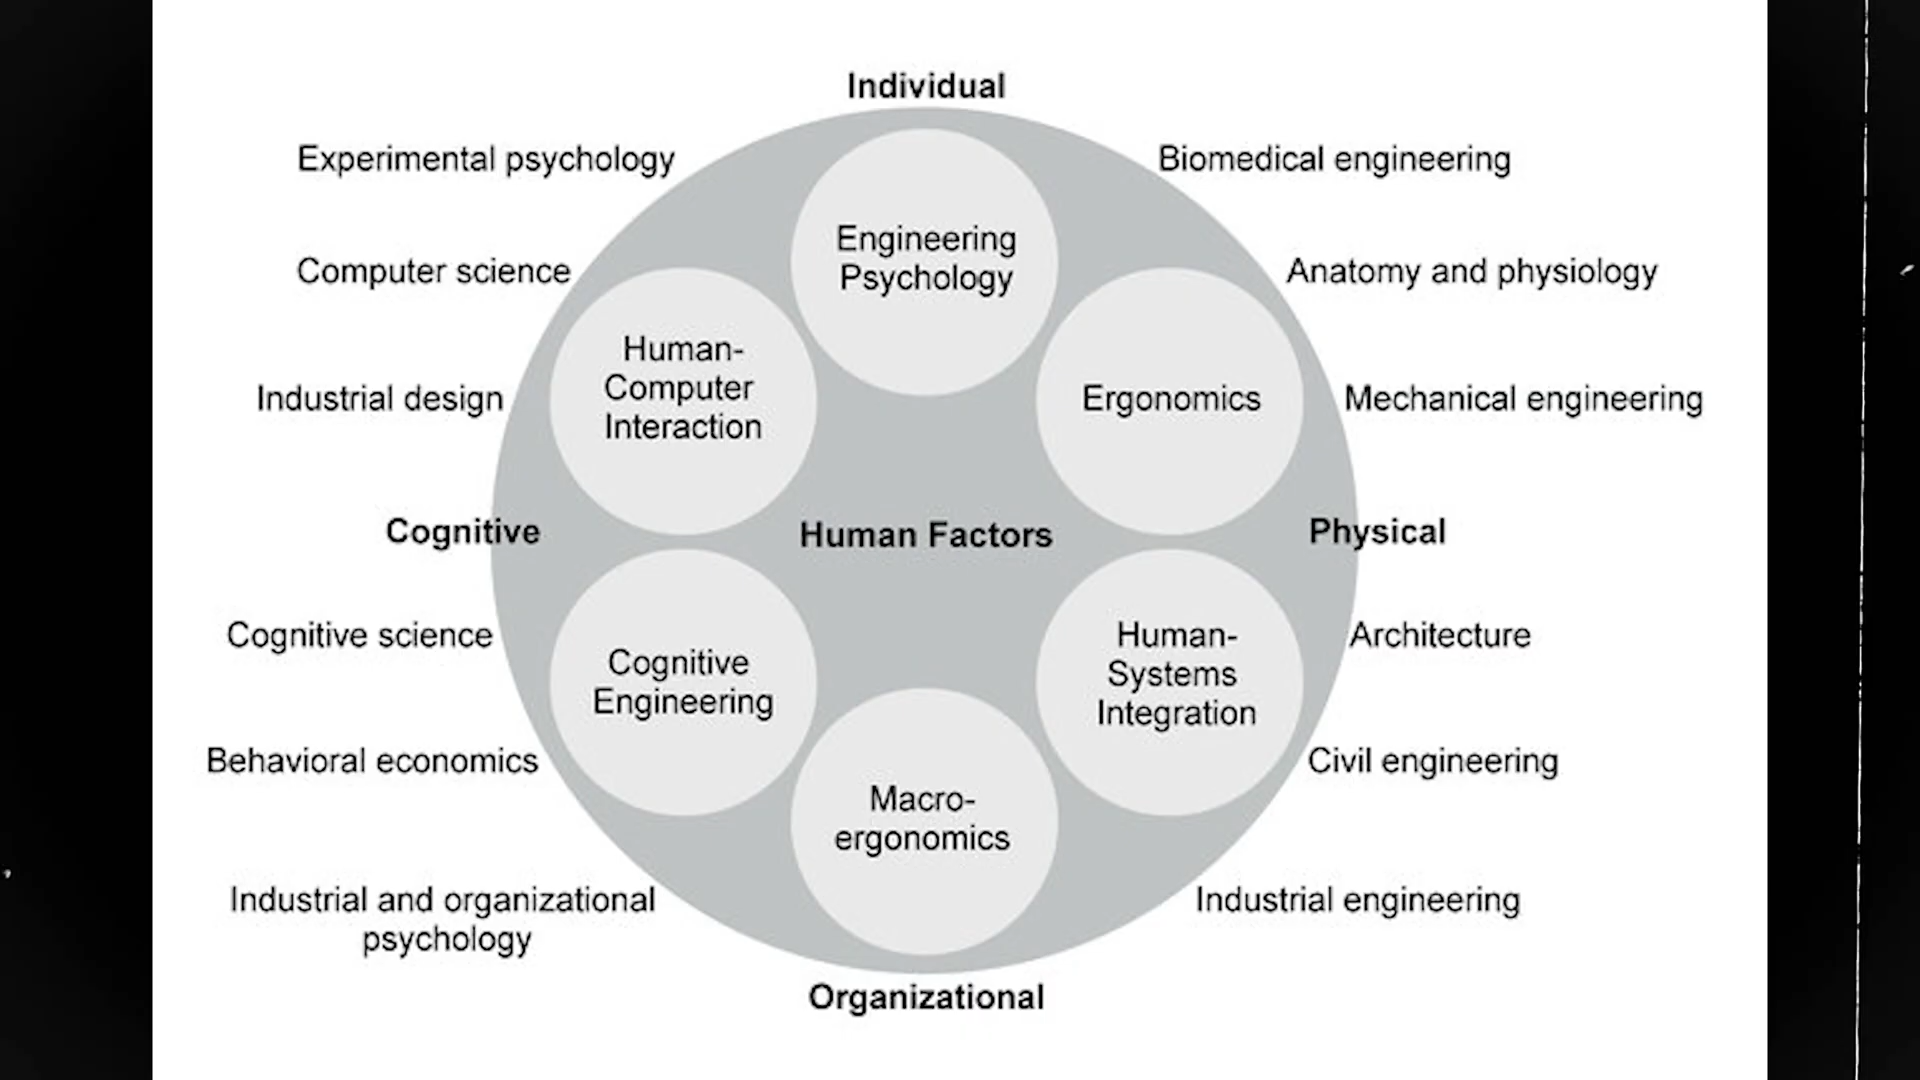 Individual
Experimental psychology
Biomedical engineering
Engineering
Psychology
Computer science
Anatomy and physiology
Human-
Computer
Interaction
Ergonomics
Industrial design
Mechanical engineering
Cognitive
Human Factors
Physical
Cognitive science
Cognitive
Engineering
Human-
Systems
Integration
Architecture
Behavioral economics
Civil engineering
Macro-
ergonomics
Industrial and organizational
psychology
Industrial engineering
Organizational